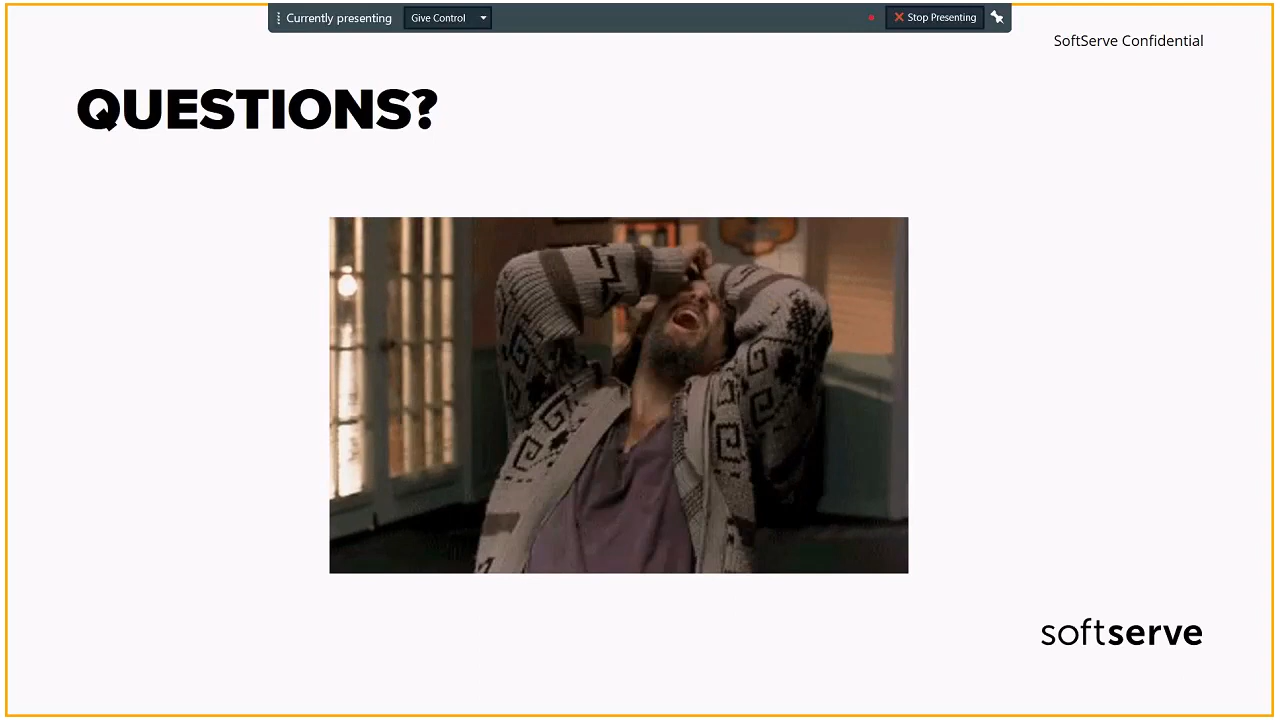 Currently presenting
Give Control
Stop Presenting
SoftServe Confidential
QUESTIONS?
softserve